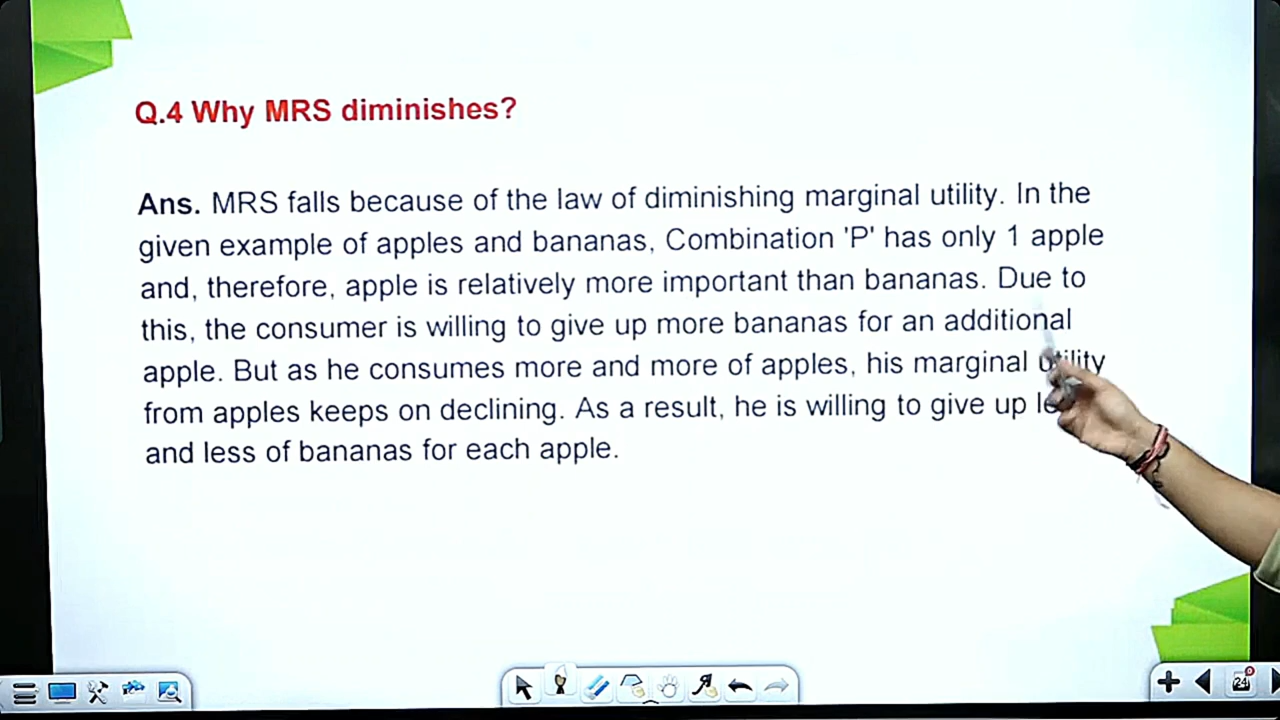 Q.4 Why MRS diminishes?
Ans. MRS falls because of the law of diminishing marginal utility. In the
given example of apples and bananas, Combination 'P' has only 1 apple
and, therefore, apple is relatively more important than bananas. Due to
this, the consumer is willing to give up more bananas for an additional
apple. But as he consumes more and more of apples, his marginal utility
from apples keeps on declining. As a result, he is willing to give up
and less of bananas for each apple.
24